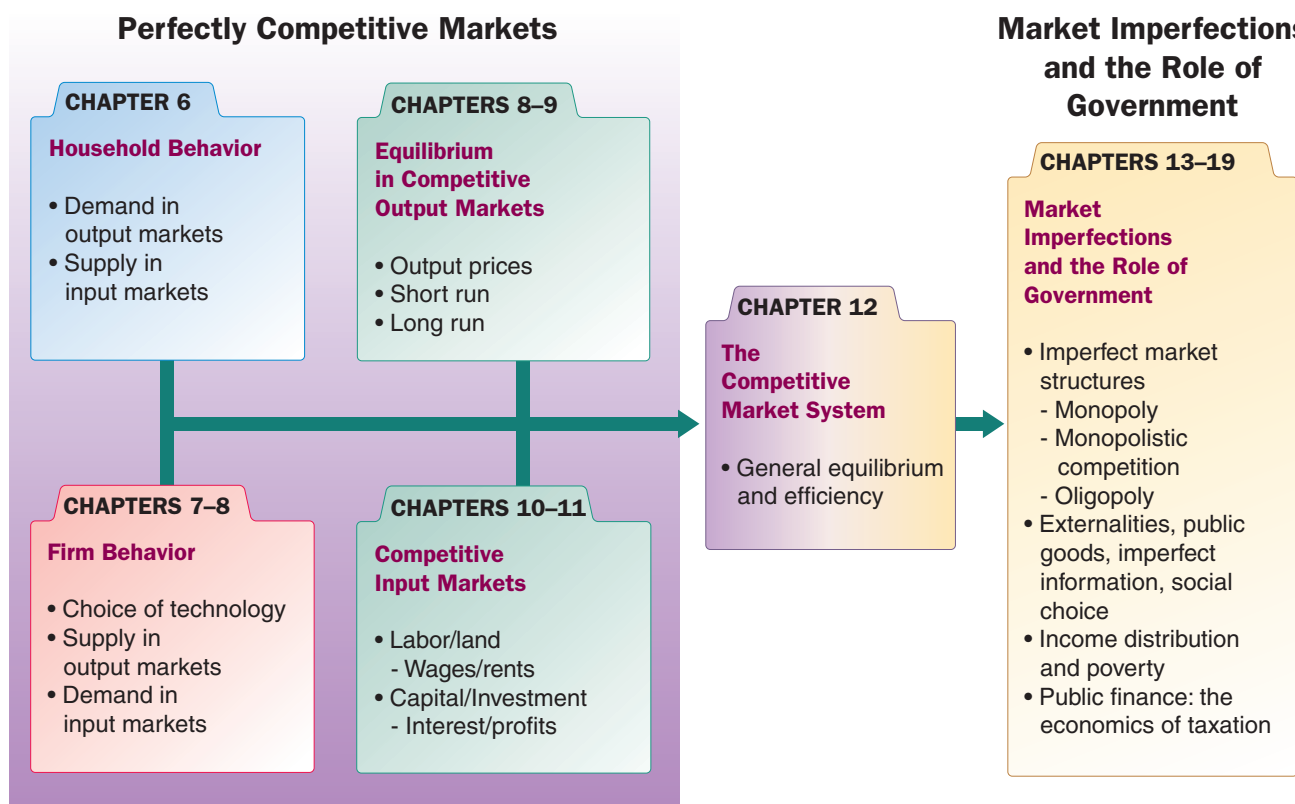 Perfectly Competitive Markets
CHAPTER 6
Household Behavior
• Demand in
output markets
• Supply in
input markets
CHAPTERS 8–9
Equilibrium
in Competitive
Output Markets
• Output prices
• Short run
• Long run
CHAPTERS 7–8
Firm Behavior
• Choice of technology
• Supply in
output markets
• Demand in
input markets
CHAPTERS 10–11
Competitive
Input Markets
• Labor/land
- Wages/rents
• Capital/Investment
- Interest/profits
CHAPTER 12
The
Competitive
Market System
• General equilibrium
and efficiency
Market Imperfections
and the Role of
Government
CHAPTERS 13–19
Market
Imperfections
and the Role of
Government
• Imperfect market
structures
- Monopoly
- Monopolistic
competition
- Oligopoly
• Externalities, public
goods, imperfect
information, social
choice
• Income distribution
and poverty
• Public finance: the
economics of taxation